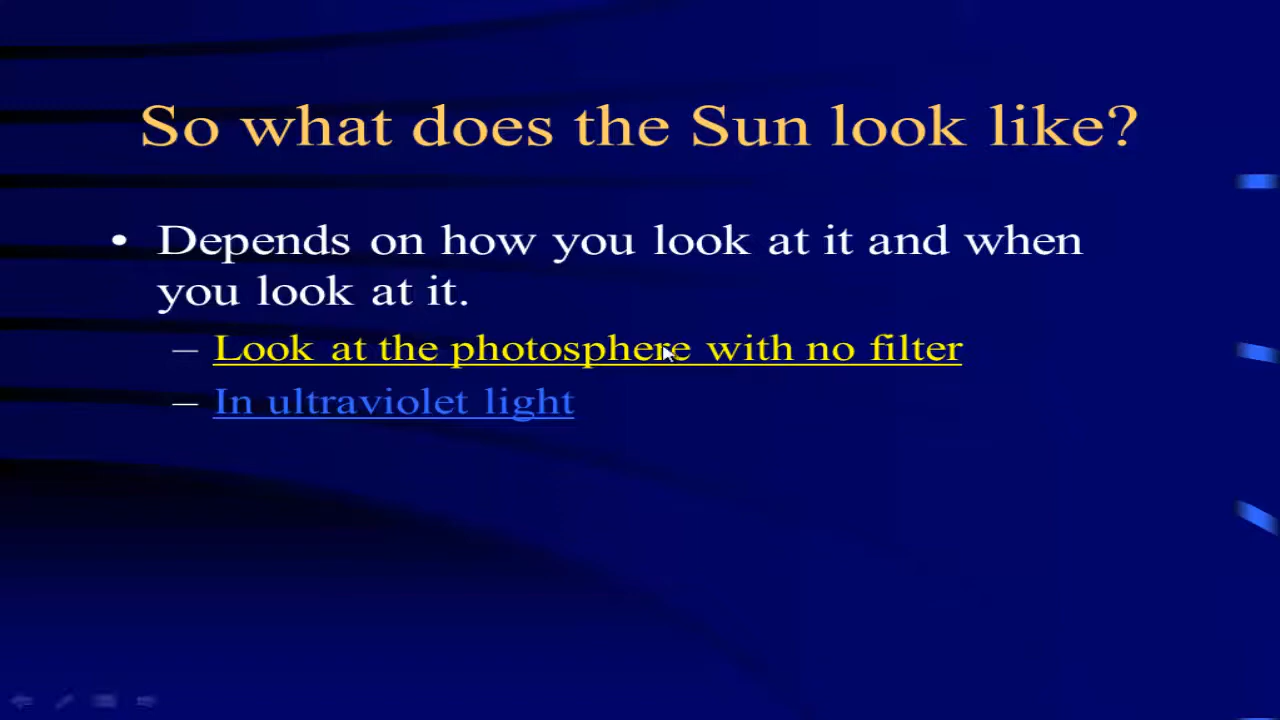 So what does the Sun look like?
• Depends on how you look at it and when
you look at it.
– Look at the photosphere with no filter
– In ultraviolet light